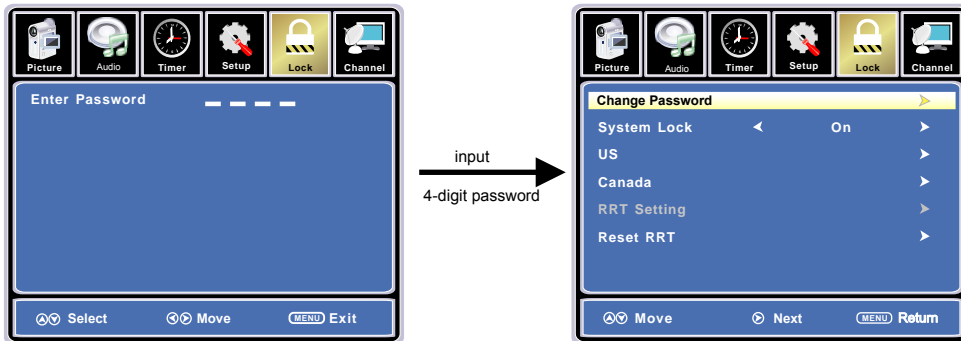 Picture Audio Timer Setup Lock Channel
Enter Password _ _ _ _
Select Move MENU Exit
input
4-digit password
Picture Audio Timer Setup Lock Channel
Change Password
System Lock On
US
Canada
RRT Setting
Reset RRT
Move Next MENU Return